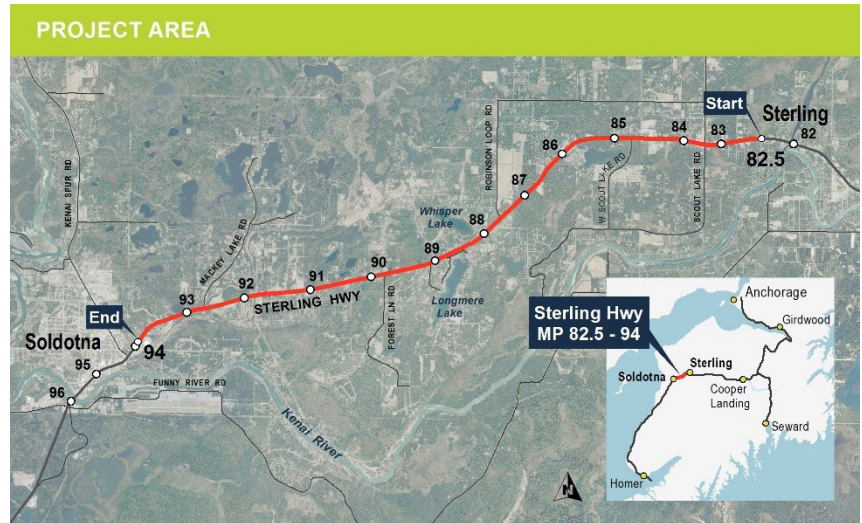 PROJECT AREA
Start
Sterling
82
82.5
83
84
85
86
87
88
89
90
91
92
93
94
95
96
ROBINSON LOOP RD
W SCOUT LAKE RD
SCOUT LAKE RD
KENAI SPUR RD
MACKEY LAKE RD
Whisper
Lake
Longmere
Lake
STERLING HWY
FOREST LN RD
End
Soldotna
FUNNY RIVER RD
Kenai River
N
Sterling Hwy
MP 82.5 - 94
Anchorage
Girdwood
Sterling
Soldotna
Cooper
Landing
Seward
Homer